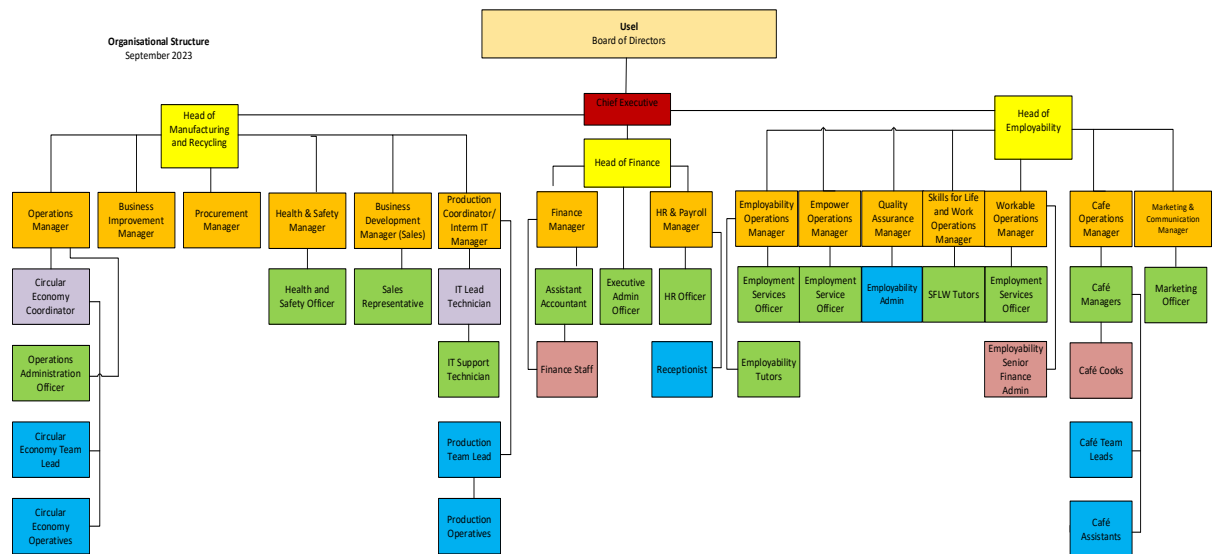 Usel
Board of Directors
Organisational Structure
September 2023
Chief Executive
Head of
Manufacturing
and Recycling
Head of
Employability
Head of Finance
Operations
Manager
Business
Improvement
Manager
Procurement
Manager
Health & Safety
Manager
Business
Development
Manager (Sales)
Production
Coordinator/
Interm IT
Manager
Finance
Manager
HR & Payroll
Manager
Employability
Operations
Manager
Empower
Operations
Manager
Quality
Assurance
Manager
Skills for Life
and Work
Operations
Manager
Workable
Operations
Manager
Cafe
Operations
Manager
Marketing &
Communication
Manager
Circular
Economy
Coordinator
Health and
Safety Officer
Sales
Representative
IT Lead
Technician
Assistant
Accountant
Executive
Admin
Officer
HR Officer
Employment
Services
Officer
Employment
Service
Officer
Employability
Admin
SFLW Tutors
Employment
Services
Officer
Café
Managers
Marketing
Officer
Operations
Administration
Officer
IT Support
Technician
Finance Staff
Receptionist
Employability
Tutors
Employability
Senior
Finance
Admin
Café Cooks
Circular
Economy Team
Lead
Production
Team Lead
Café Team
Leads
Circular
Economy
Operatives
Production
Operatives
Café
Assistants